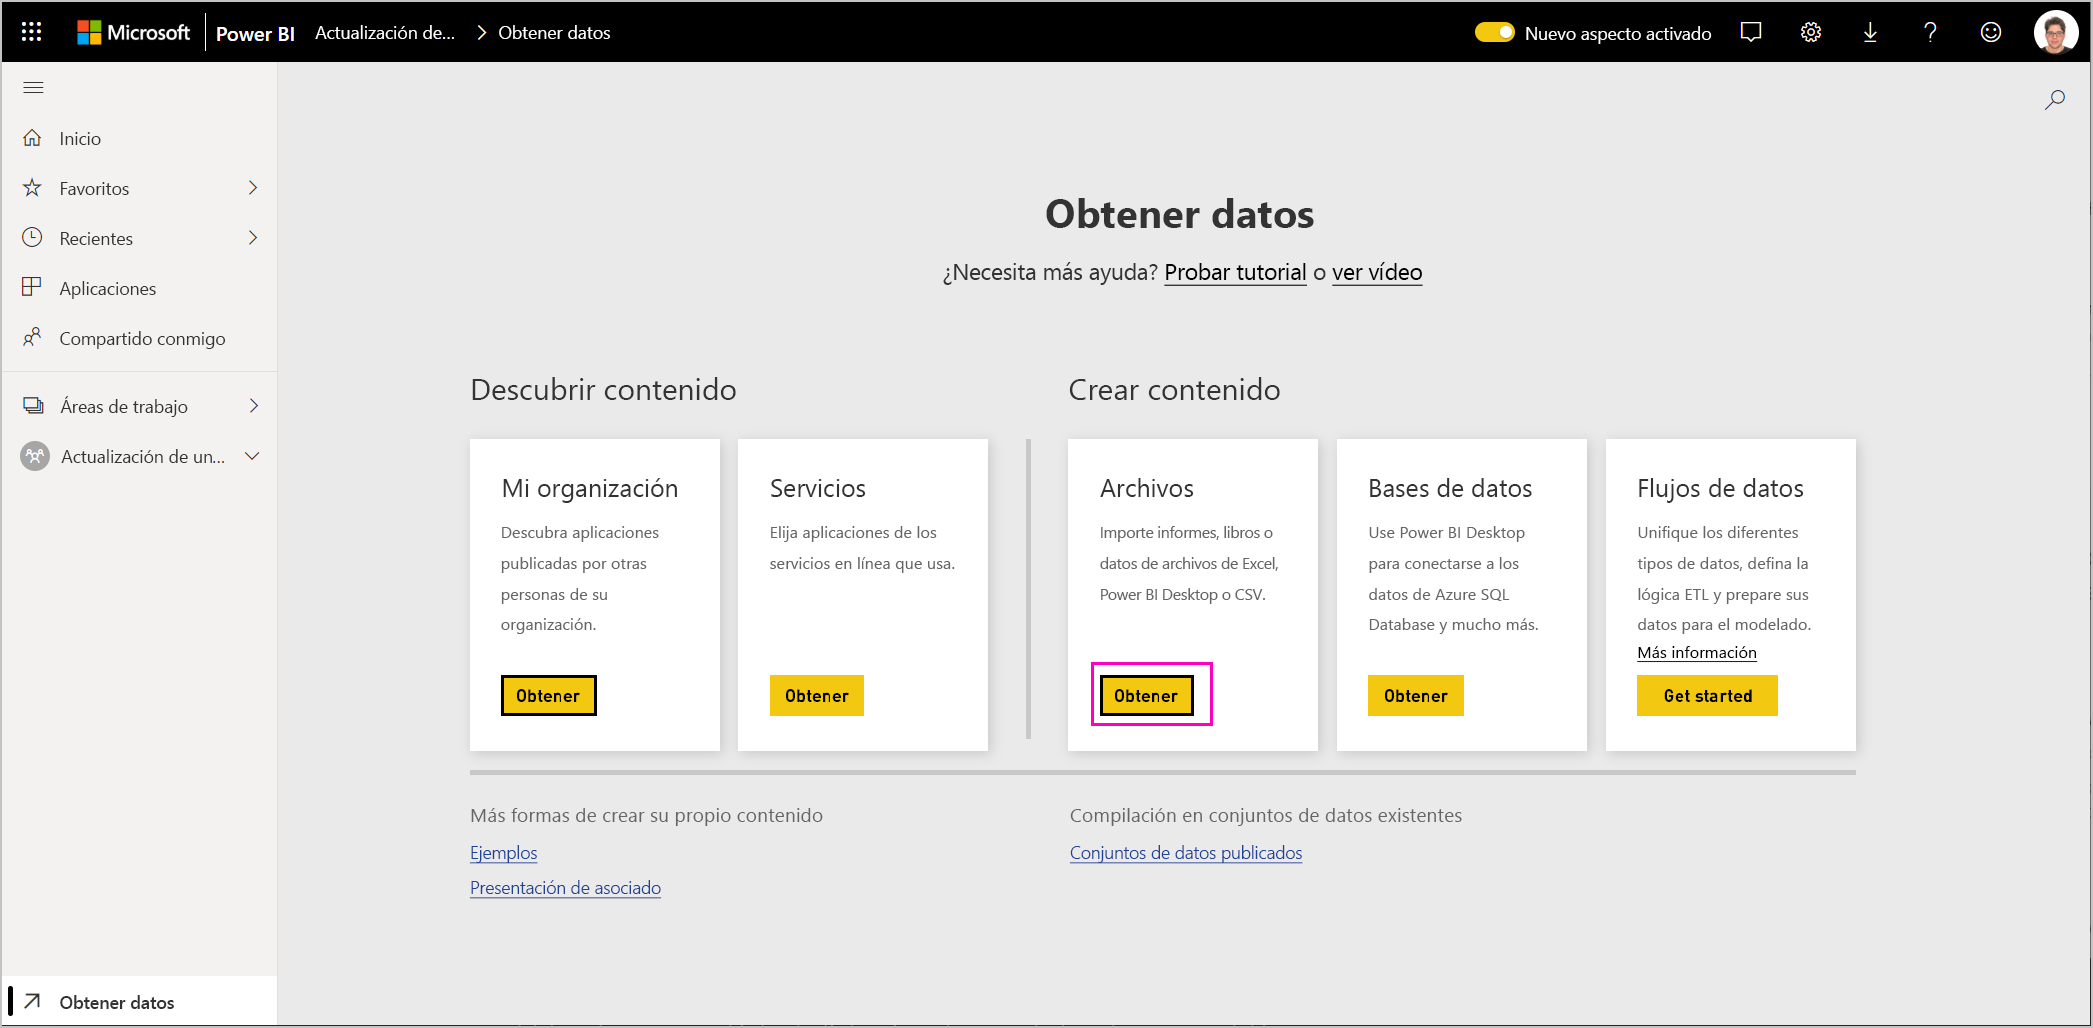 Microsoft Power BI Actualización de... > Obtener datos Nuevo aspecto activado
Inicio
Favoritos
Recientes
Aplicaciones
Compartido conmigo
Áreas de trabajo
Actualización de un...
Obtener datos
Obtener datos
¿Necesita más ayuda? Probar tutorial o ver vídeo
Descubrir contenido
Mi organización
Descubra aplicaciones
publicadas por otras
personas de su
organización.
Obtener
Servicios
Elija aplicaciones de los
servicios en línea que usa.
Obtener
Crear contenido
Archivos
Importe informes, libros o
datos de archivos de Excel,
Power BI Desktop o CSV.
Obtener
Bases de datos
Use Power BI Desktop
para conectarse a los
datos de Azure SQL
Database y mucho más.
Obtener
Flujos de datos
Unifique los diferentes
tipos de datos, defina la
lógica ETL y prepare sus
datos para el modelado.
Más información
Get started
Más formas de crear su propio contenido
Ejemplos
Presentación de asociado
Compilación en conjuntos de datos existentes
Conjuntos de datos publicados